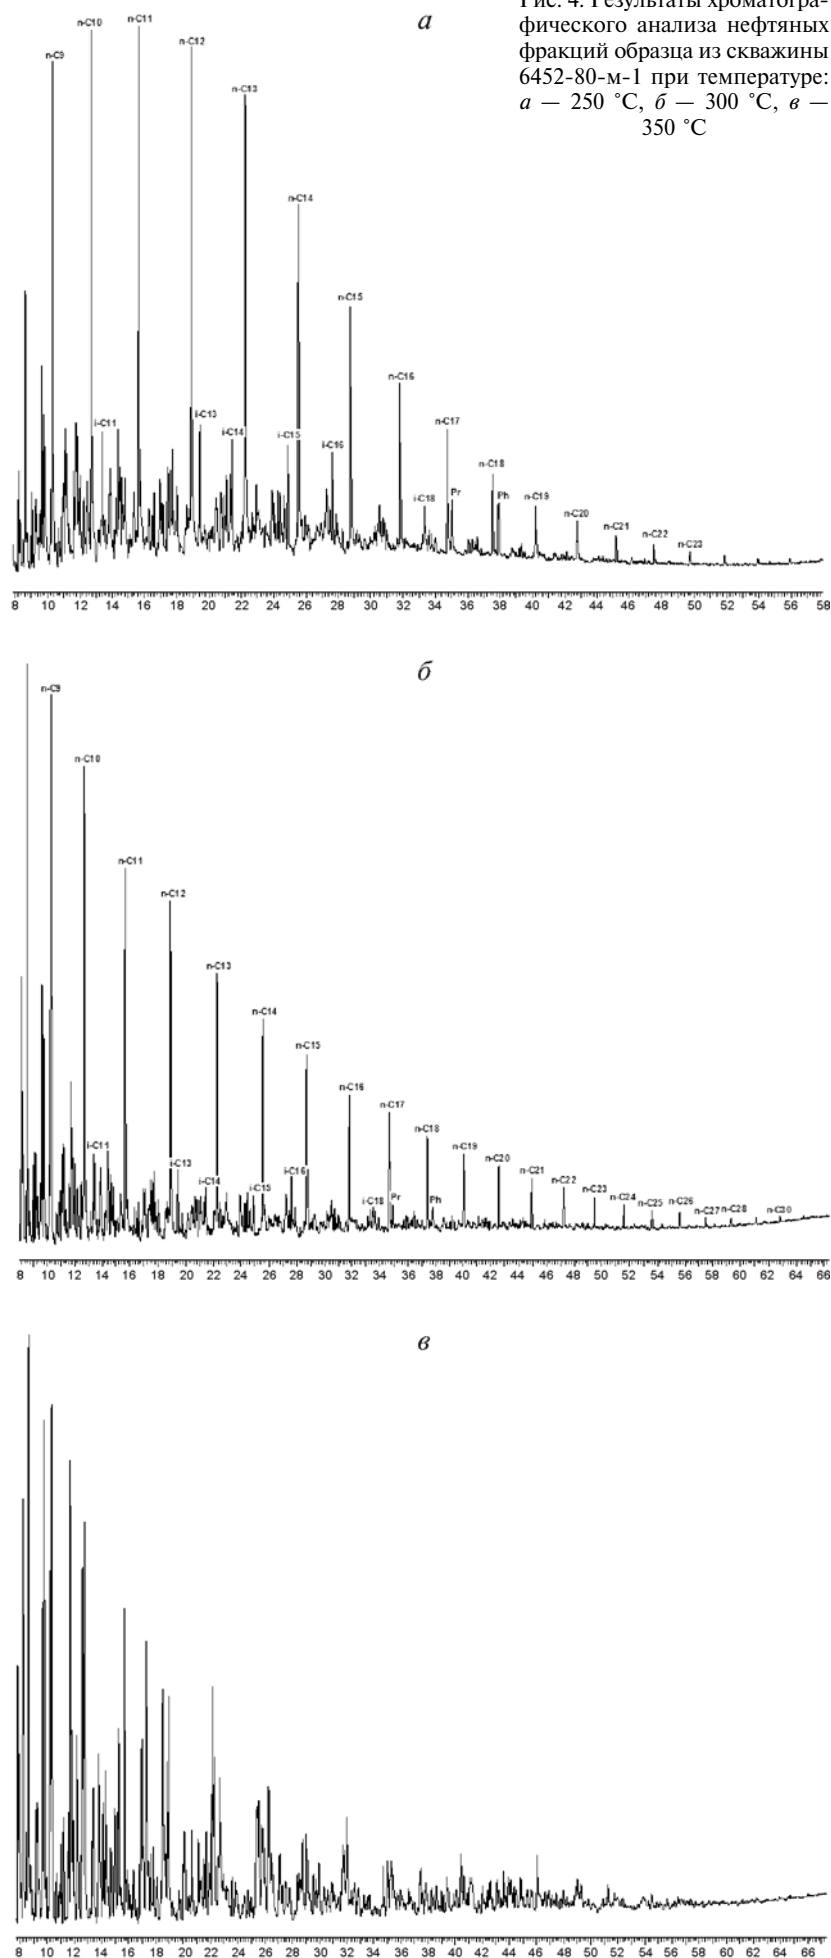 Рис. 4. Результаты хроматогра-
фического анализа нефтяных
фракций образца из скважины
6452-80-м-1 при температуре:
а — 250 °С, б — 300 °С, в —
350 °С
а
n-C9
n-C10
n-C11
n-C12
n-C13
n-C14
n-C15
n-C16
n-C17
n-C18
n-C19
n-C20
n-C21
n-C22
n-C23
i-C11
i-C13
i-C14
i-C15
i-C16
i-C18
Pr
Ph
8 10 12 14 16 18 20 22 24 26 28 30 32 34 36 38 40 42 44 46 48 50 52 54 56 58
б
n-C9
n-C10
n-C11
n-C12
n-C13
n-C14
n-C15
n-C16
n-C17
n-C18
n-C19
n-C20
n-C21
n-C22
n-C23
n-C24
n-C25
n-C26
n-C27
n-C28
n-C30
i-C11
i-C13
i-C14
i-C15
i-C16
i-C18
Pr
Ph
8 10 12 14 16 18 20 22 24 26 28 30 32 34 36 38 40 42 44 46 48 50 52 54 56 58 60 62 64 66
в
8 10 12 14 16 18 20 22 24 26 28 30 32 34 36 38 40 42 44 46 48 50 52 54 56 58 60 62 64 66